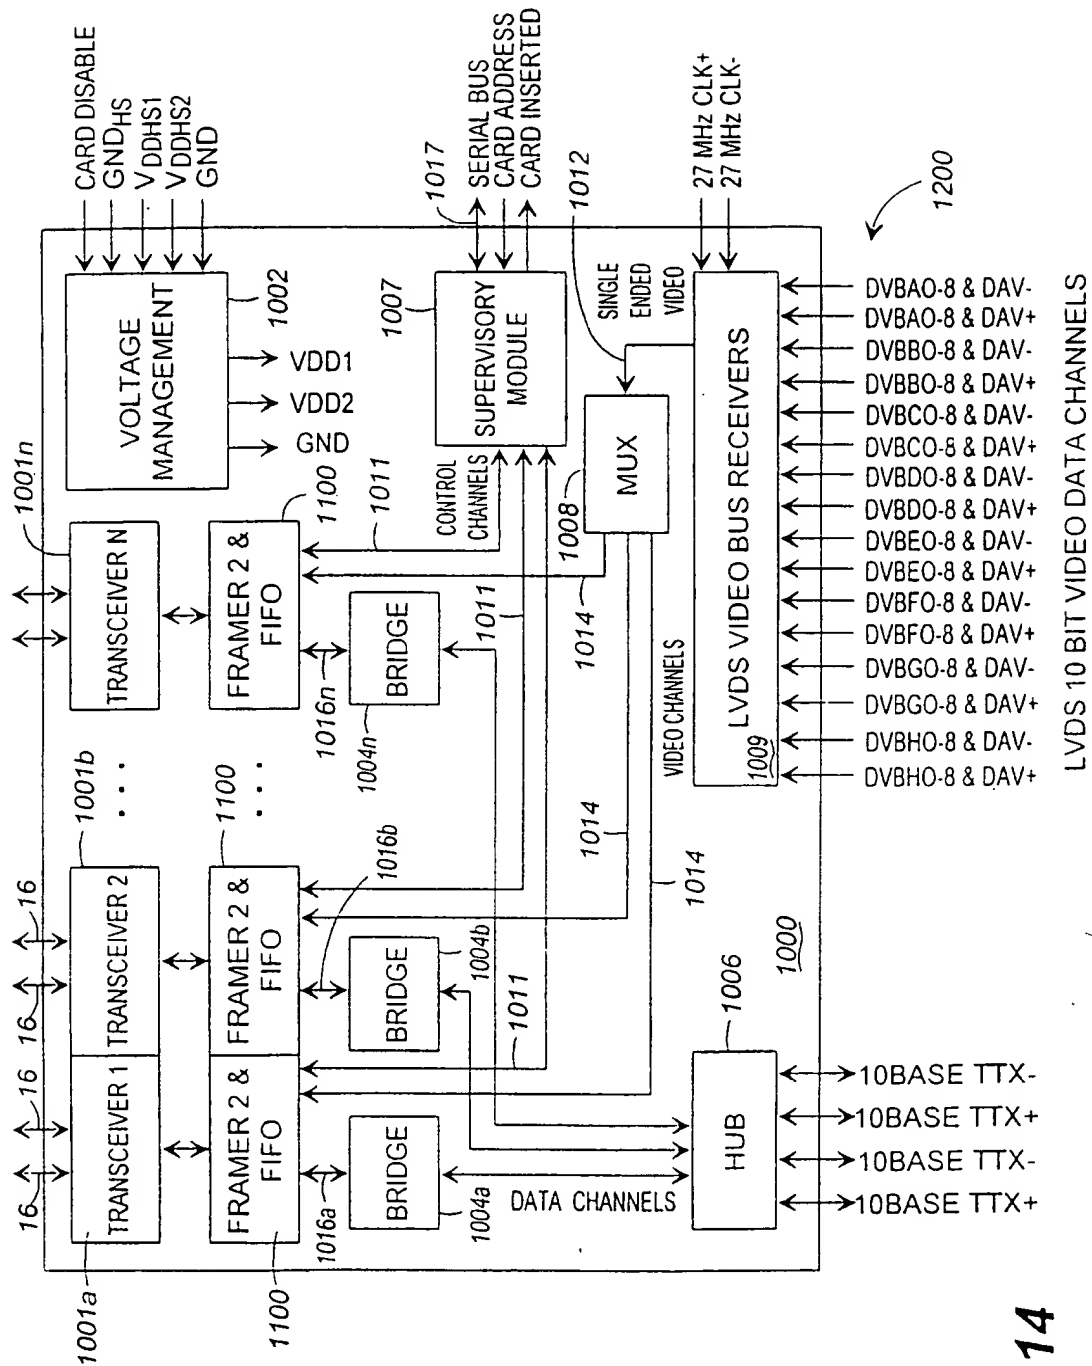 CARD DISABLE
GNDHS
VDDHS1
VDDHS2
GND
VOLTAGE
MANAGEMENT
1002
VDD1
VDD2
GND
SERIAL BUS
CARD ADDRESS
CARD INSERTED
1017
SUPERVISORY
MODULE
1007
CONTROL
CHANNELS
27 MHz CLK+
27 MHz CLK-
1012
SINGLE
ENDED
VIDEO
MUX
1008
LVDS VIDEO BUS RECEIVERS
1009
VIDEO CHANNELS
1200
1001n
TRANSCEIVER N
FRAMER 2 &
FIFO
1100
1011
1016n
BRIDGE
1004n
1014
1011
1001b
. . .
TRANSCEIVER 2
16
16
1100
. . .
FRAMER 2 &
FIFO
1016b
BRIDGE
1004b
1014
1014
1011
16
16
TRANSCEIVER 1
1001a
FRAMER 2 &
FIFO
1100
1016a
BRIDGE
1004a
DATA CHANNELS
HUB
1006
1000
10BASE TTX-
10BASE TTX+
10BASE TTX-
10BASE TTX+
DVBAO-8 & DAV-
DVBAO-8 & DAV+
DVBBO-8 & DAV-
DVBBO-8 & DAV+
DVBCO-8 & DAV-
DVBCO-8 & DAV+
DVBDO-8 & DAV-
DVBDO-8 & DAV+
DVBEO-8 & DAV-
DVBEO-8 & DAV+
DVBFO-8 & DAV-
DVBFO-8 & DAV+
DVBGO-8 & DAV-
DVBGO-8 & DAV+
DVBHO-8 & DAV-
DVBHO-8 & DAV+
LVDS 10 BIT VIDEO DATA CHANNELS
14